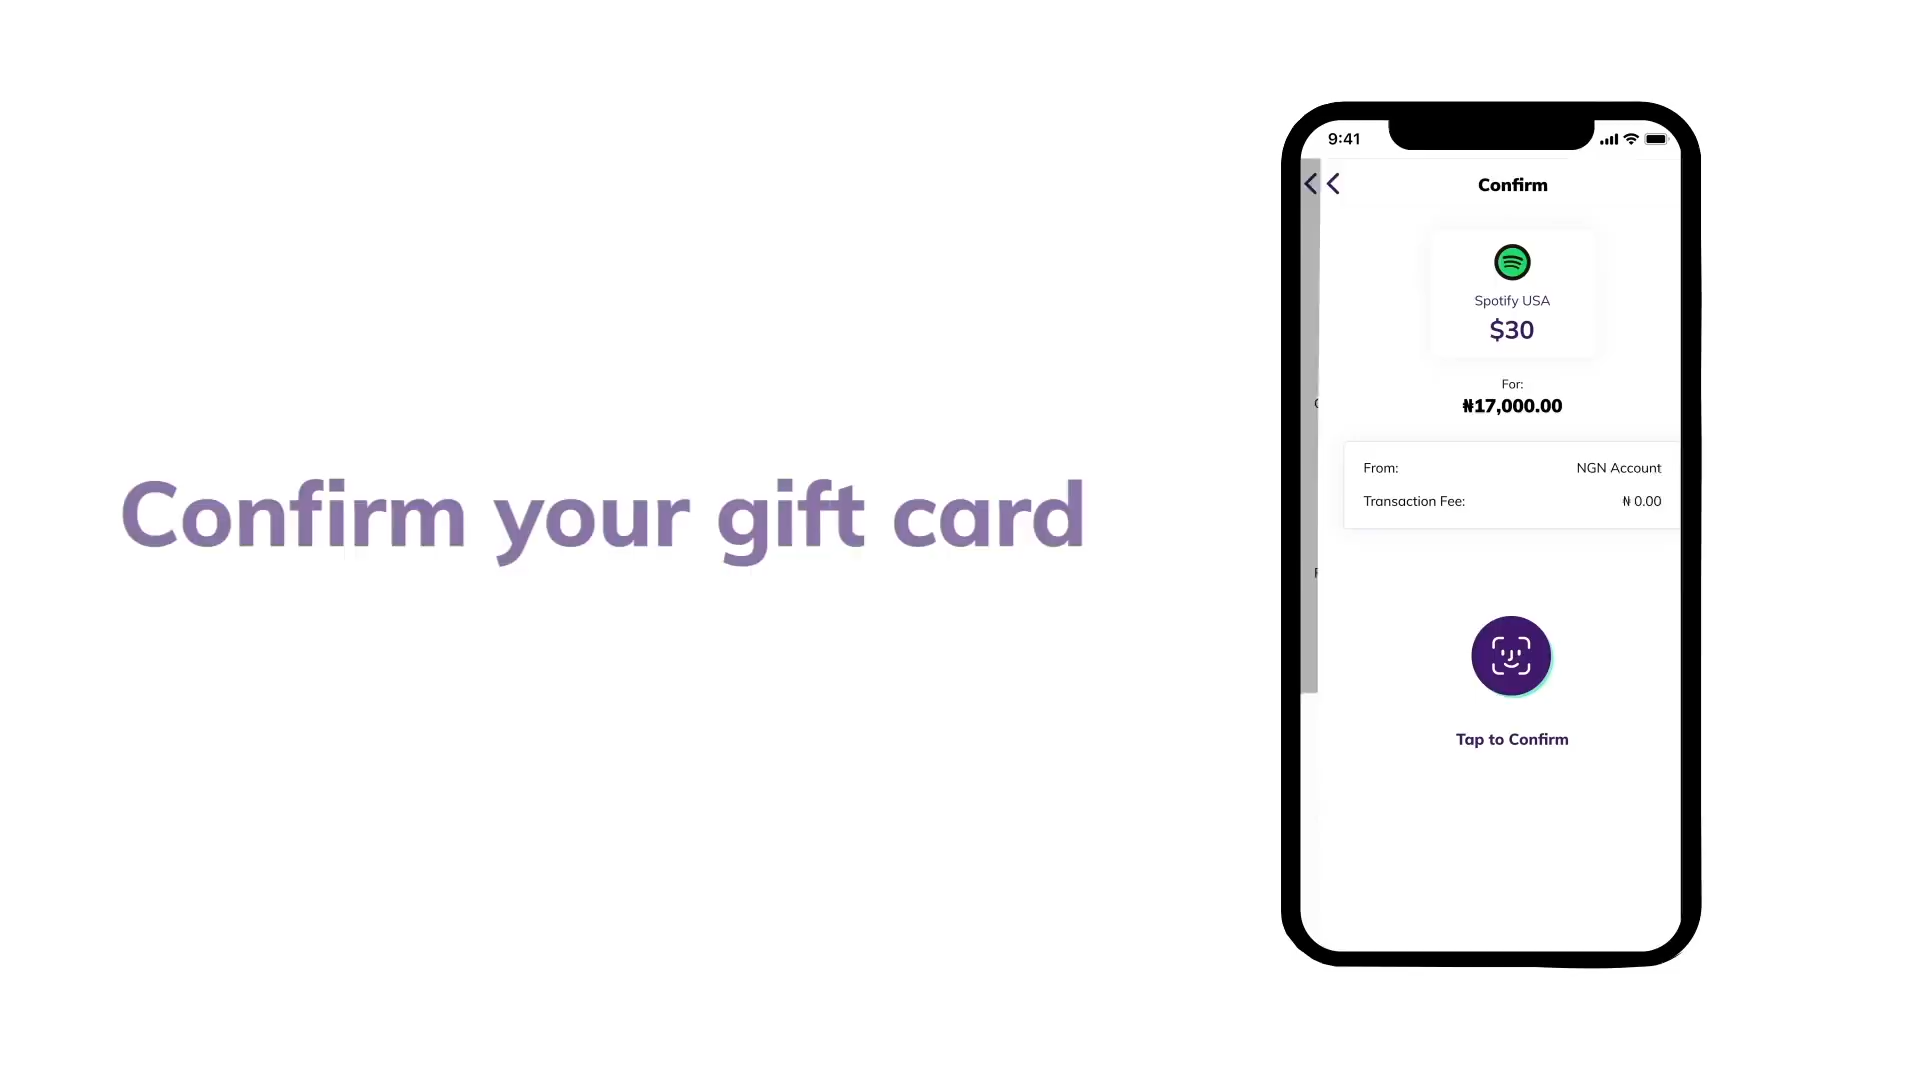 Confirm your gift card
9:41
Confirm
Spotify USA
$30
For:
₦17,000.00
From: NGN Account
Transaction Fee: ₦ 0.00
Tap to Confirm